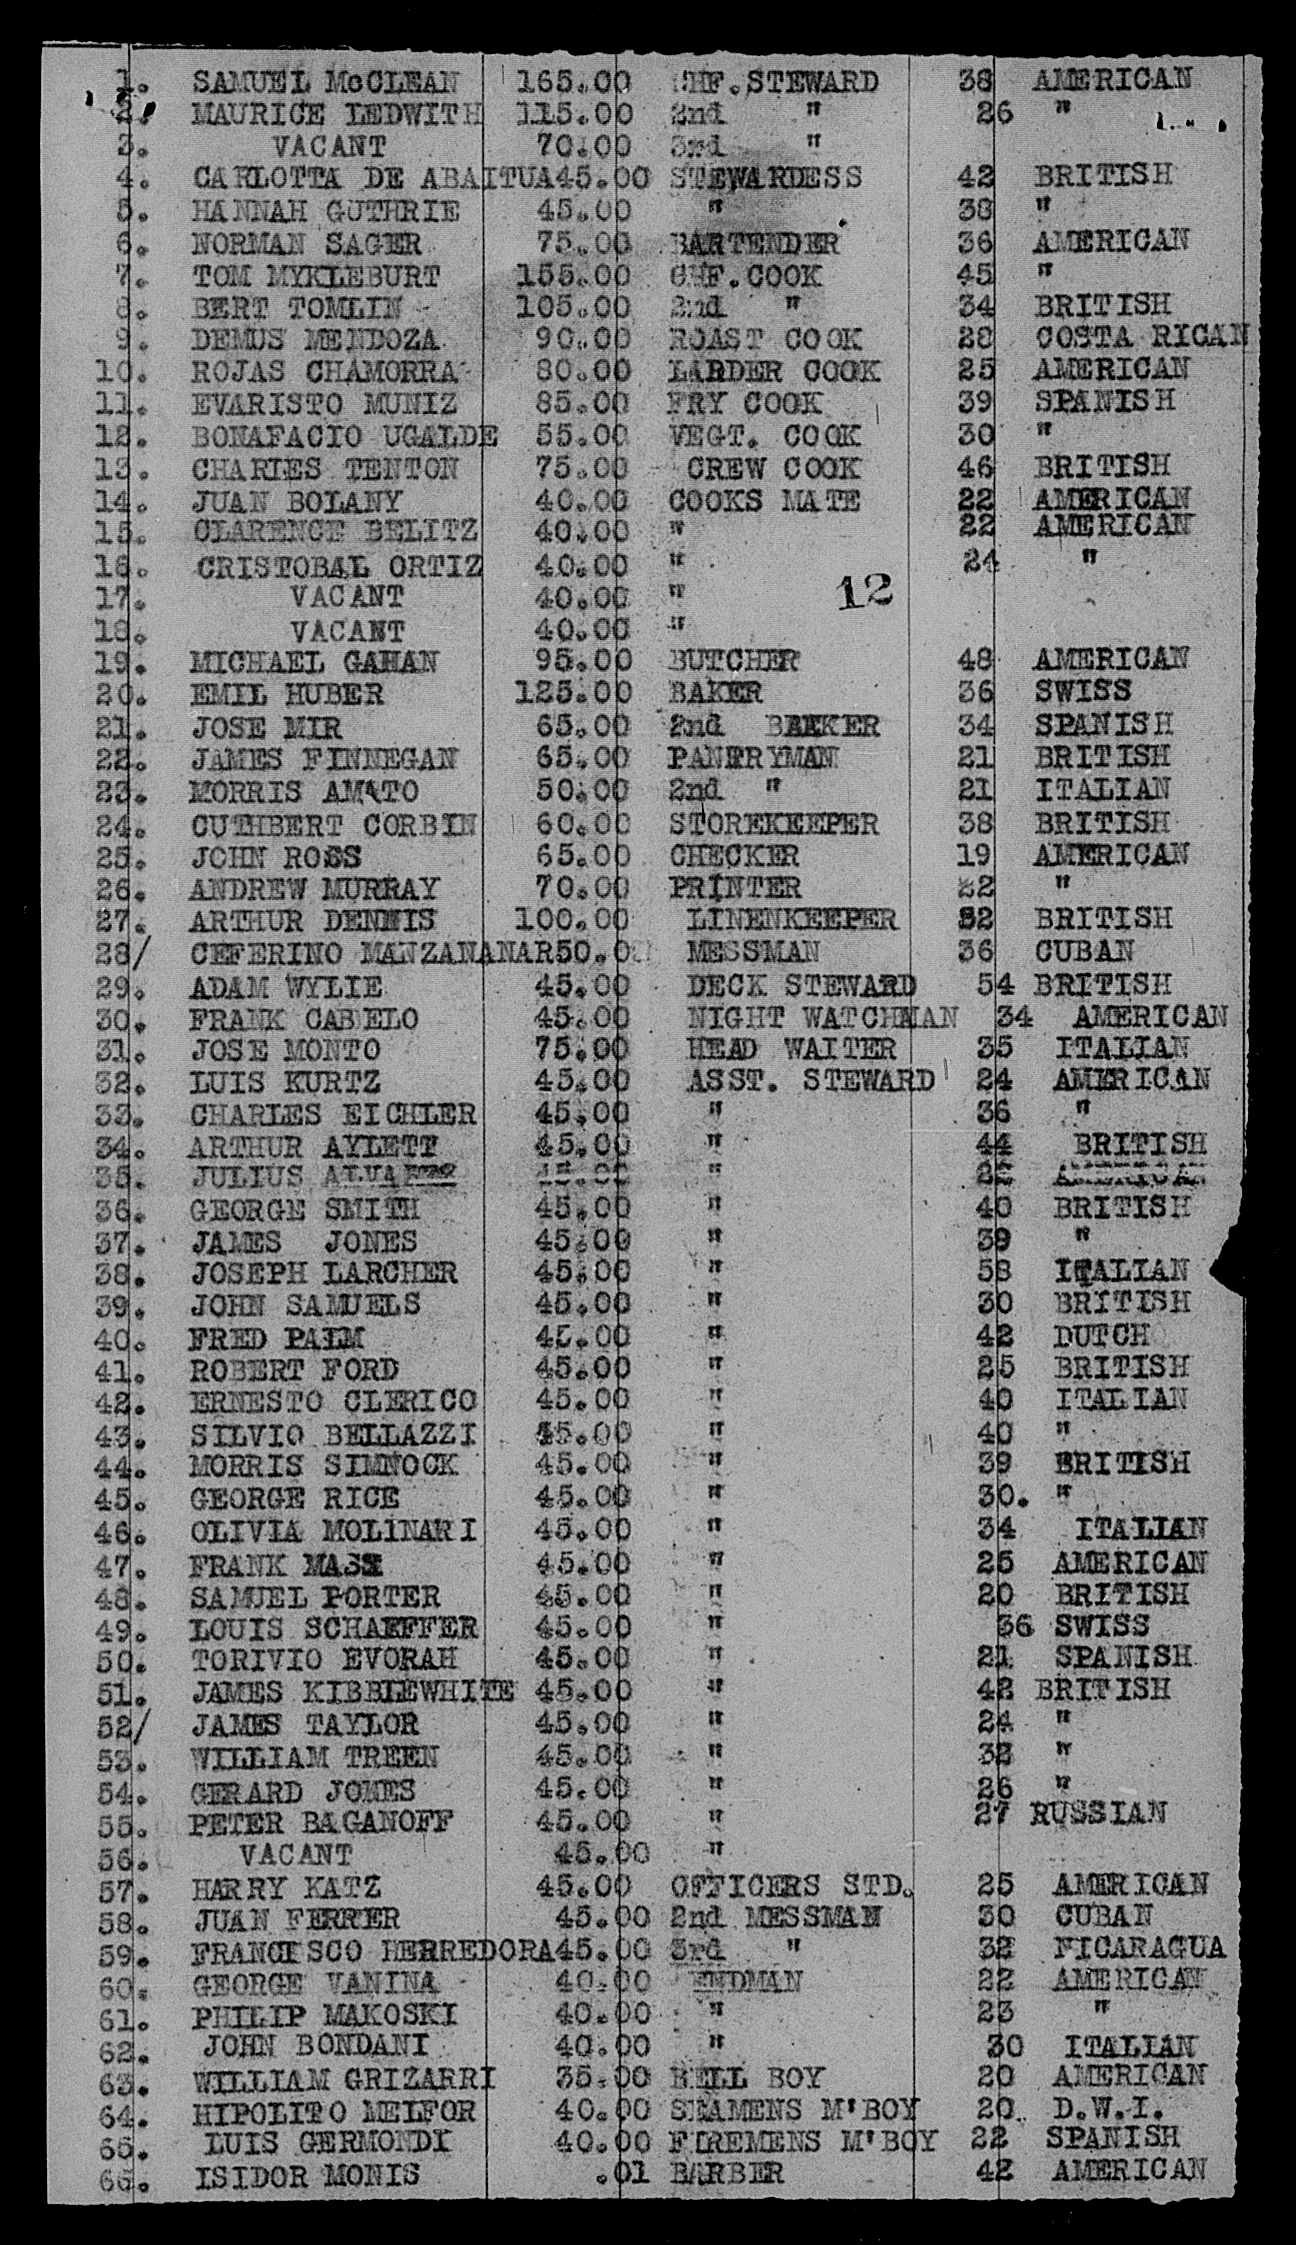 1. SAMUEL McCLEAN 165.00 CHF. STEWARD 38 AMERICAN
2. MAURICE LEDWITH 115.00 2nd " 26 "
3. VACANT 70.00 3rd "
4. CARLOTTA DE ABAITUA 45.00 STEWARDESS 42 BRITISH
5. HANNAH GUTHRIE 45.00 " 38 "
6. NORMAN SAGER 75.00 BARTENDER 36 AMERICAN
7. TOM MYKLEBURT 155.00 CHF. COOK 45 "
8. BERT TOMLIN 105.00 2nd " 34 BRITISH
9. DEMUS MENDOZA 90.00 ROAST COOK 28 COSTA RICAN
10. ROJAS CHAMORRA 80.00 LARDER COOK 25 AMERICAN
11. EVARISTO MUNIZ 85.00 FRY COOK 39 SPANISH
12. BONAFACIO UGALDE 55.00 VEGT. COOK 30 "
13. CHARLES TENTON 75.00 CREW COOK 46 BRITISH
14. JUAN BOLANY 40.00 COOKS MATE 22 AMERICAN
15. CLARENCE BELITZ 40.00 " 22 AMERICAN
16. CRISTOBAL ORTIZ 40.00 " 24 "
17. VACANT 40.00 " 12
18. VACANT 40.00 "
19. MICHAEL GAHAN 95.00 BUTCHER 48 AMERICAN
20. EMIL HUBER 125.00 BAKER 36 SWISS
21. JOSE MIR 65.00 2nd BAKER 34 SPANISH
22. JAMES FINNEGAN 65.00 PANTRYMAN 21 BRITISH
23. MORRIS AMATO 50.00 2nd " 21 ITALIAN
24. CUTHBERT CORBIN 60.00 STOREKEEPER 38 BRITISH
25. JOHN ROSS 65.00 CHECKER 19 AMERICAN
26. ANDREW MURRAY 70.00 PRINTER 22 "
27. ARTHUR DENNIS 100.00 LINENKEEPER 32 BRITISH
28/ CEFERINO MANZANANAR 50.00 MESSMAN 36 CUBAN
29. ADAM WYLIE 45.00 DECK STEWARD 54 BRITISH
30. FRANK CABELO 45.00 NIGHT WATCHMAN 34 AMERICAN
31. JOSE MONTO 75.00 HEAD WAITER 35 ITALIAN
32. LUIS KURTZ 45.00 ASST. STEWARD 24 AMERICAN
33. CHARLES EICHLER 45.00 " 36 "
34. ARTHUR AYLETT 45.00 " 44 BRITISH
35. JULIUS ALVAREZ 45.00 " AMERICAN
36. GEORGE SMITH 45.00 " 40 BRITISH
37. JAMES JONES 45.00 " 39 "
38. JOSEPH LARCHER 45.00 " 58 ITALIAN
39. JOHN SAMUELS 45.00 " 30 BRITISH
40. FRED PALM 45.00 " 42 DUTCH
41. ROBERT FORD 45.00 " 25 BRITISH
42. ERNESTO CLERICO 45.00 " 40 ITALIAN
43. SILVIO BELLAZZI 45.00 " 40 "
44. MORRIS SIMNOCK 45.00 " 39 BRITISH
45. GEORGE RICE 45.00 " 30. "
46. OLIVIA MOLINARI 45.00 " 34 ITALIAN
47. FRANK 45.00 " 25 AMERICAN
48. SAMUEL PORTER 45.00 " 20 BRITISH
49. LOUIS SCHAEFFER 45.00 " 36 SWISS
50. TORIVIO EVORAH 45.00 " 21 SPANISH
51. JAMES KIBBLEWHITE 45.00 " 42 BRITISH
52/ JAMES TAYLOR 45.00 " 24 "
53. WILLIAM TREEN 45.00 " 32 "
54. GERARD JONES 45.00 " 26 "
55. PETER BAGANOFF 45.00 " 27 RUSSIAN
56. VACANT 45.00 "
57. HARRY KATZ 45.00 OFFICERS STD. 25 AMERICAN
58. JUAN FERRER 45.00 2nd MESSMAN 30 CUBAN
59. FRANCISCO HERREDORA 45.00 3rd " 32 NICARAGUA
60. GEORGE VANINA 40.00 ENDMAN 22 AMERICAN
61. PHILIP MAKOSKI 40.00 " 23 "
62. JOHN BONDANI 40.00 " 30 ITALIAN
63. WILLIAM GRIZARRI 35.00 BELL BOY 20 AMERICAN
64. HIPOLITO MELFOR 40.00 SEAMENS M'BOY 20. D.W.I.
65. LUIS GERMONDI 40.00 FIREMENS M'BOY 22 SPANISH
66. ISIDOR MONIS .01 BARBER 42 AMERICAN